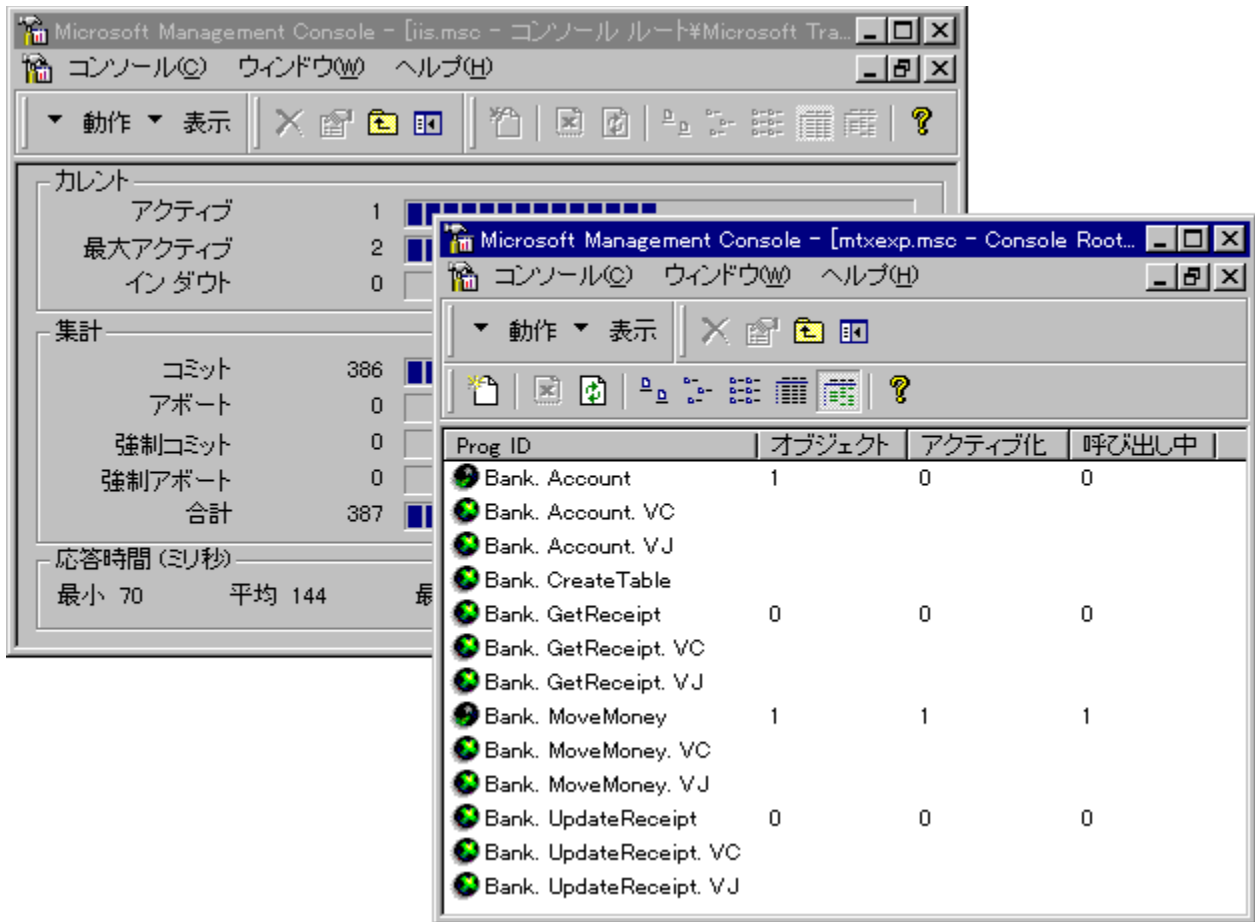 Microsoft Management Console - [iis.msc - コンソール ルート¥Microsoft Tra...
コンソール(C) ウィンドウ(W) ヘルプ(H)
動作 表示
カレント
アクティブ 1
最大アクティブ 2
イン ダウト 0
集計
コミット 386
アボート 0
強制コミット 0
強制アボート 0
合計 387
応答時間 (ミリ秒)
最小 70 平均 144 最
Microsoft Management Console - [mtxexp.msc - Console Root...
コンソール(C) ウィンドウ(W) ヘルプ(H)
動作 表示
Prog ID オブジェクト アクティブ化 呼び出し中
Bank. Account 1 0 0
Bank. Account. VC
Bank. Account. VJ
Bank. CreateTable
Bank. GetReceipt 0 0 0
Bank. GetReceipt. VC
Bank. GetReceipt. VJ
Bank. MoveMoney 1 1 1
Bank. MoveMoney. VC
Bank. MoveMoney. VJ
Bank. UpdateReceipt 0 0 0
Bank. UpdateReceipt. VC
Bank. UpdateReceipt. VJ